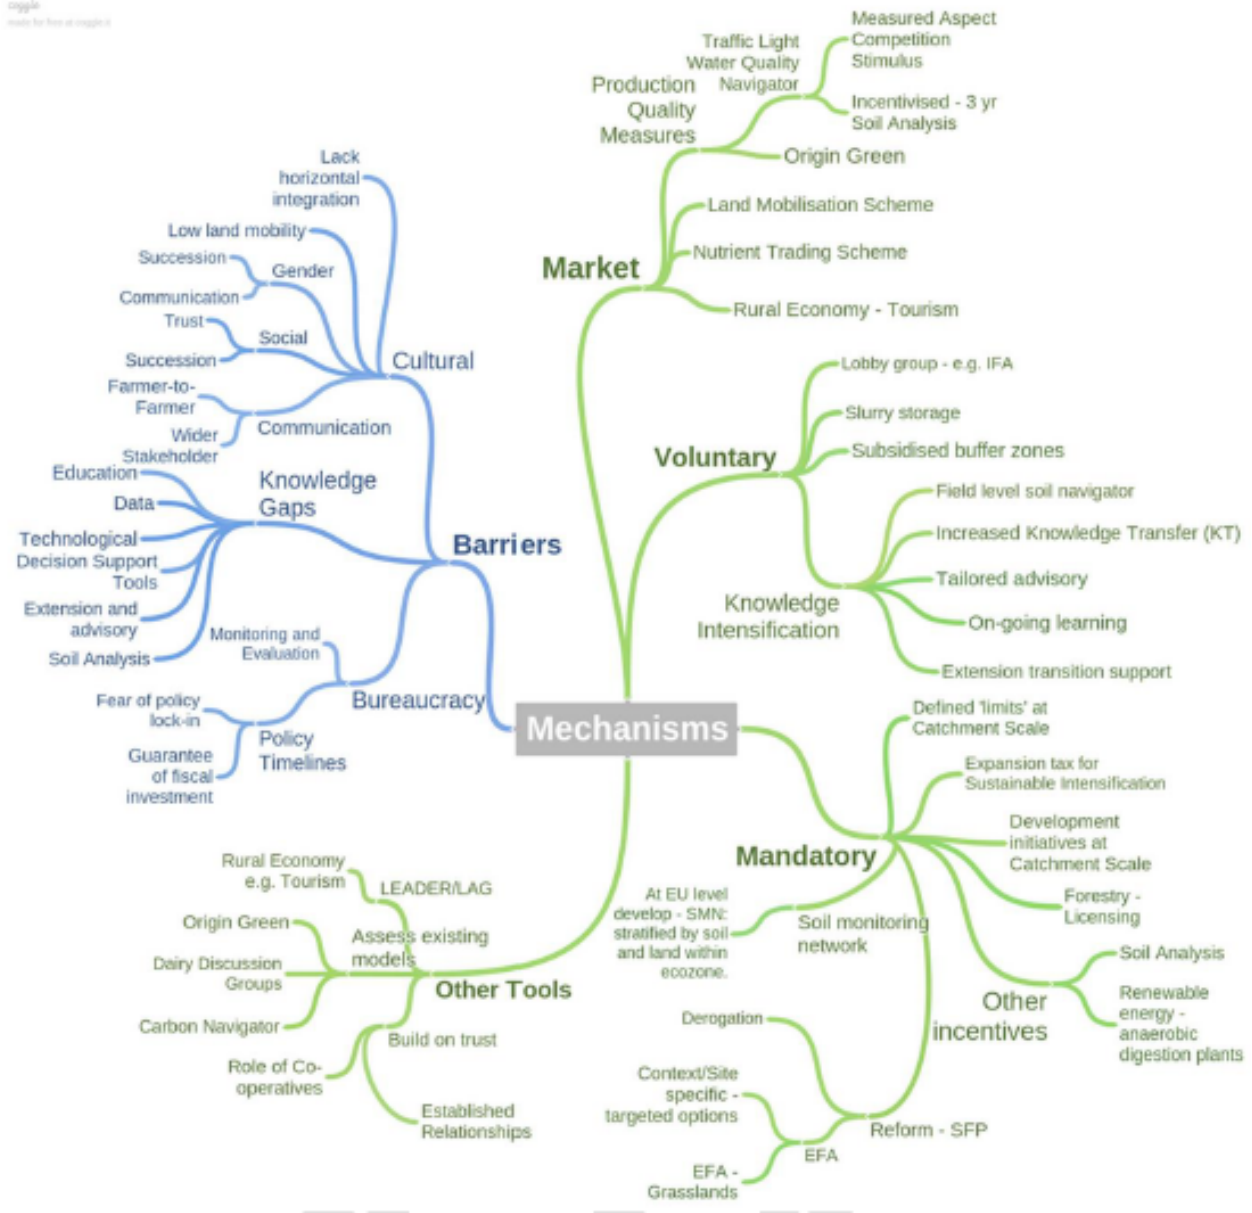 coggle
made for free at coggle.it
Measured Aspect
Competition
Stimulus
Traffic Light
Water Quality
Navigator
Incentivised - 3 yr
Soil Analysis
Production
Quality
Measures
Origin Green
Land Mobilisation Scheme
Nutrient Trading Scheme
Market
Rural Economy - Tourism
Lobby group - e.g. IFA
Slurry storage
Voluntary
Subsidised buffer zones
Field level soil navigator
Increased Knowledge Transfer (KT)
Tailored advisory
Knowledge
Intensification
On-going learning
Extension transition support
Lack
horizontal
integration
Low land mobility
Succession
Gender
Communication
Trust
Social
Succession
Cultural
Farmer-to-
Farmer
Communication
Wider
Stakeholder
Education
Knowledge
Gaps
Data
Technological
Decision Support
Tools
Extension and
advisory
Soil Analysis
Barriers
Monitoring and
Evaluation
Bureaucracy
Fear of policy
lock-in
Policy
Timelines
Guarantee
of fiscal
investment
Mechanisms
Defined 'limits' at
Catchment Scale
Expansion tax for
Sustainable Intensification
Development
initiatives at
Catchment Scale
Mandatory
Forestry -
Licensing
At EU level
develop - SMN:
stratified by soil
and land within
ecozone.
Soil monitoring
network
Soil Analysis
Other
incentives
Renewable
energy -
anaerobic
digestion plants
Derogation
Context/Site
specific -
targeted options
Reform - SFP
EFA
EFA -
Grasslands
Rural Economy
e.g. Tourism
LEADER/LAG
Origin Green
Assess existing
models
Dairy Discussion
Groups
Other Tools
Carbon Navigator
Build on trust
Role of Co-
operatives
Established
Relationships